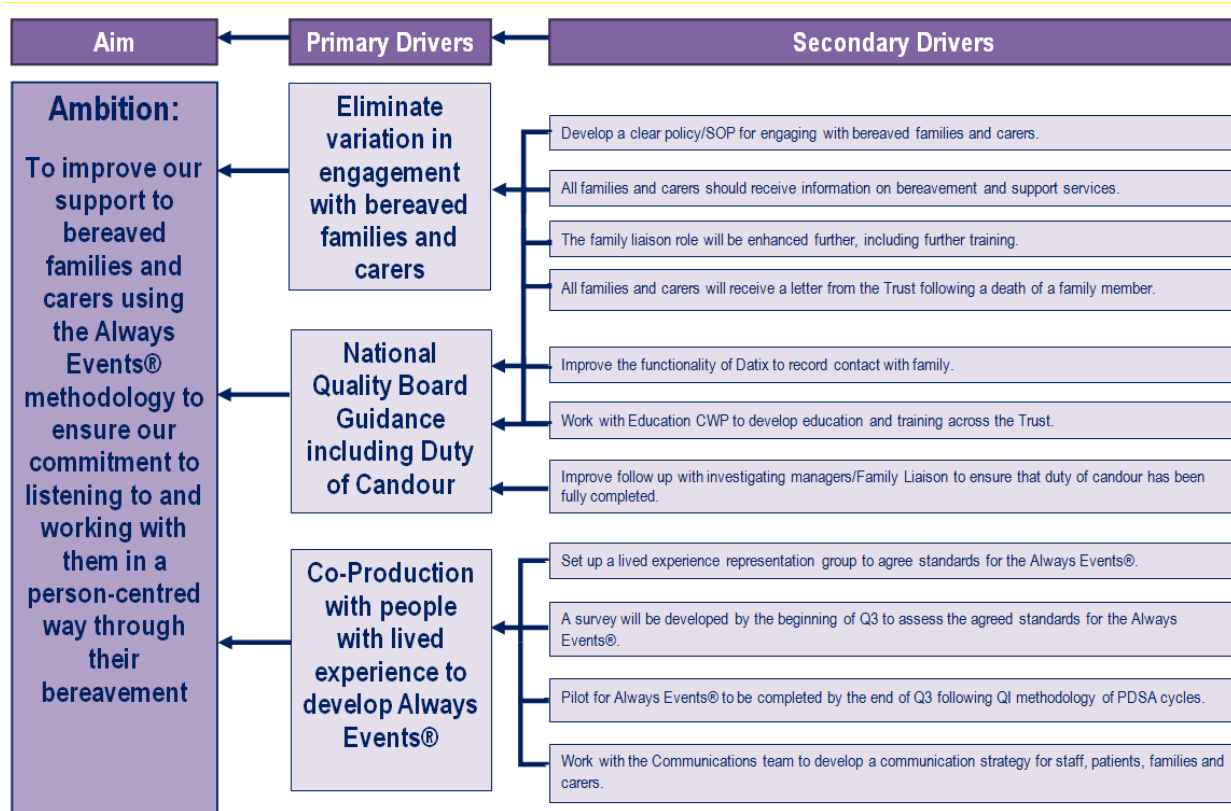 Aim
Primary Drivers
Secondary Drivers
Ambition:
To improve our
support to
bereaved
families and
carers using
the Always
Events®
methodology to
ensure our
commitment to
listening to and
working with
them in a
person-centred
way through
their
bereavement
Eliminate
variation in
engagement
with bereaved
families and
carers
National
Quality Board
Guidance
including Duty
of Candour
Co-Production
with people
with lived
experience to
develop Always
Events®
Develop a clear policy/SOP for engaging with bereaved families and carers.
All families and carers should receive information on bereavement and support services.
The family liaison role will be enhanced further, including further training.
All families and carers will receive a letter from the Trust following a death of a family member.
Improve the functionality of Datix to record contact with family.
Work with Education CWP to develop education and training across the Trust.
Improve follow up with investigating managers/Family Liaison to ensure that duty of candour has been
fully completed.
Set up a lived experience representation group to agree standards for the Always Events®.
A survey will be developed by the beginning of Q3 to assess the agreed standards for the Always
Events®.
Pilot for Always Events® to be completed by the end of Q3 following QI methodology of PDSA cycles.
Work with the Communications team to develop a communication strategy for staff, patients, families and
carers.